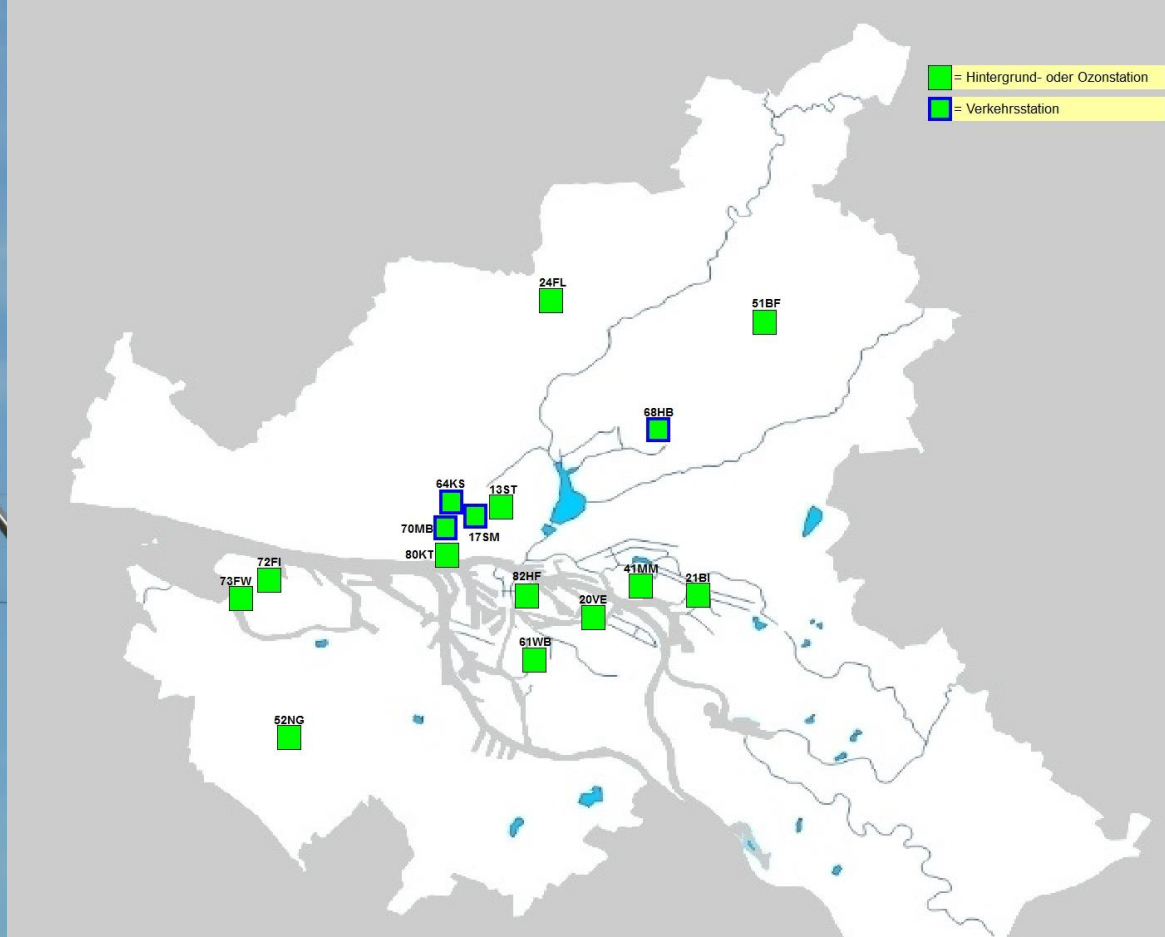 = Hintergrund- oder Ozonstation
= Verkehrsstation
24FL
51BF
68HB
64KS
13ST
70MB
17SM
80KT
72FI
73FW
82HF
41MM
21BI
20VE
61WB
52NG